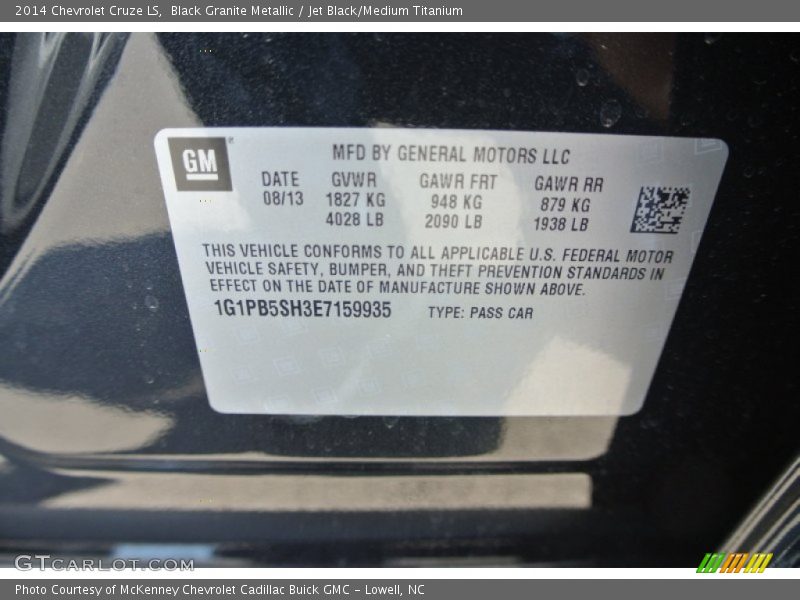 2014 Chevrolet Cruze LS, Black Granite Metallic / Jet Black/Medium Titanium
GM
MFD BY GENERAL MOTORS LLC
DATE GVWR GAWR FRT GAWR RR
08/13 1827 KG 948 KG 879 KG
4028 LB 2090 LB 1938 LB
THIS VEHICLE CONFORMS TO ALL APPLICABLE U.S. FEDERAL MOTOR
VEHICLE SAFETY, BUMPER, AND THEFT PREVENTION STANDARDS IN
EFFECT ON THE DATE OF MANUFACTURE SHOWN ABOVE.
1G1PB5SH3E7159935 TYPE: PASS CAR
GTCARLOT.COM
Photo Courtesy of McKenney Chevrolet Cadillac Buick GMC – Lowell, NC